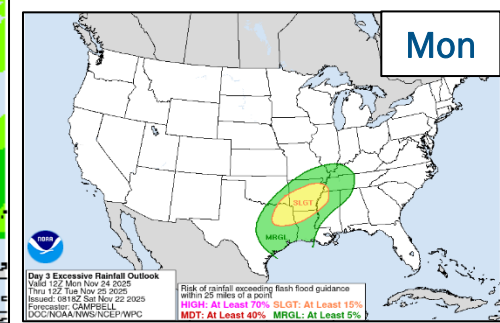 Mon
SLGT
MRGL
NOAA
Day 3 Excessive Rainfall Outlook
Valid 12Z Mon Nov 24 2025
Thru 12Z Tue Nov 25 2025
Issued: 0818Z Sat Nov 22 2025
Forecaster: CAMPBELL
DOC/NOAA/NWS/NCEP/WPC
Risk of rainfall exceeding flash flood guidance
within 25 miles of a point
HIGH: At Least 70% SLGT: At Least 15%
MDT: At Least 40% MRGL: At Least 5%